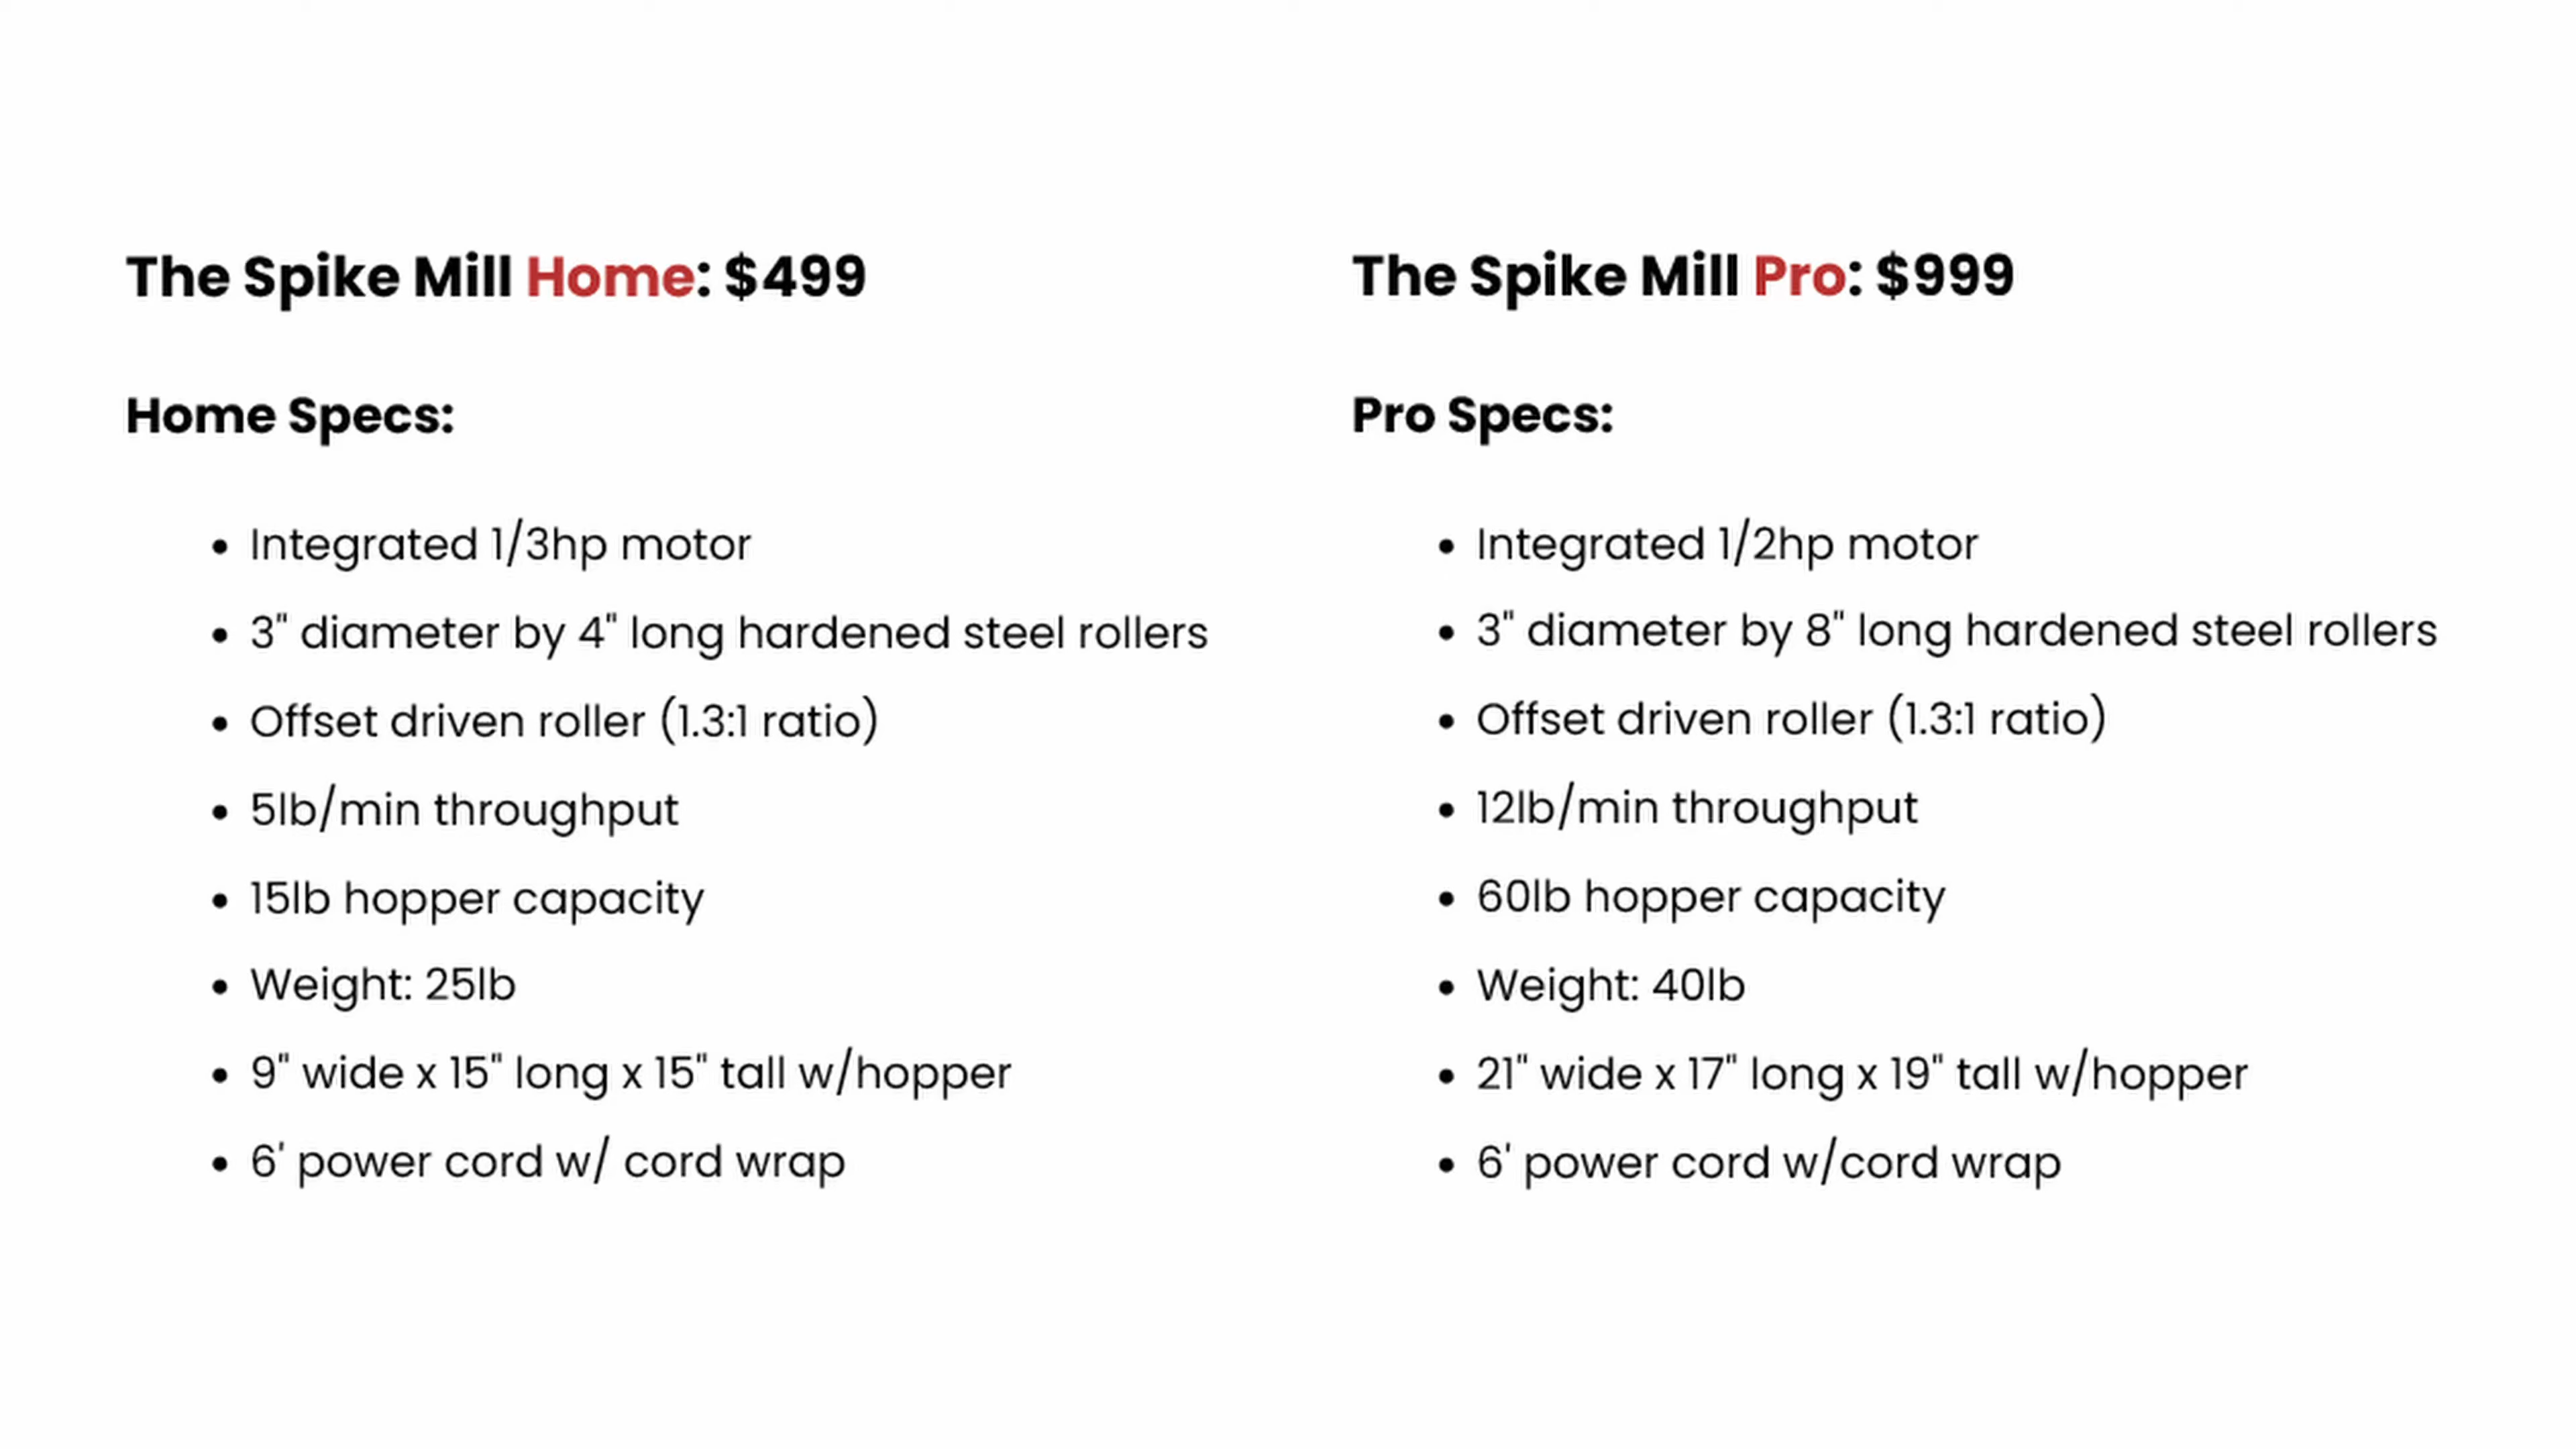 The Spike Mill Home: $499
Home Specs:
• Integrated 1/3hp motor
• 3" diameter by 4" long hardened steel rollers
• Offset driven roller (1.3:1 ratio)
• 5lb/min throughput
• 15lb hopper capacity
• Weight: 25lb
• 9" wide x 15" long x 15" tall w/hopper
• 6' power cord w/ cord wrap
The Spike Mill Pro: $999
Pro Specs:
• Integrated 1/2hp motor
• 3" diameter by 8" long hardened steel rollers
• Offset driven roller (1.3:1 ratio)
• 12lb/min throughput
• 60lb hopper capacity
• Weight: 40lb
• 21" wide x 17" long x 19" tall w/hopper
• 6' power cord w/cord wrap